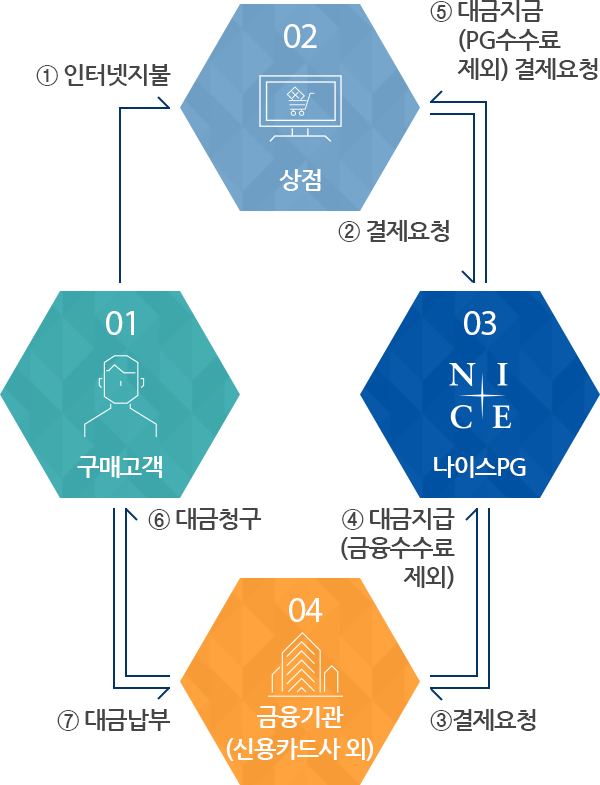 ⑤ 대금지금
(PG수수료
제외) 결제요청
02
① 인터넷지불
상점
② 결제요청
01
구매고객
03
N I
C E
나이스PG
⑥ 대금청구
④ 대금지급
(금융수수료
제외)
04
금융기관
(신용카드사 외)
⑦ 대금납부
③결제요청